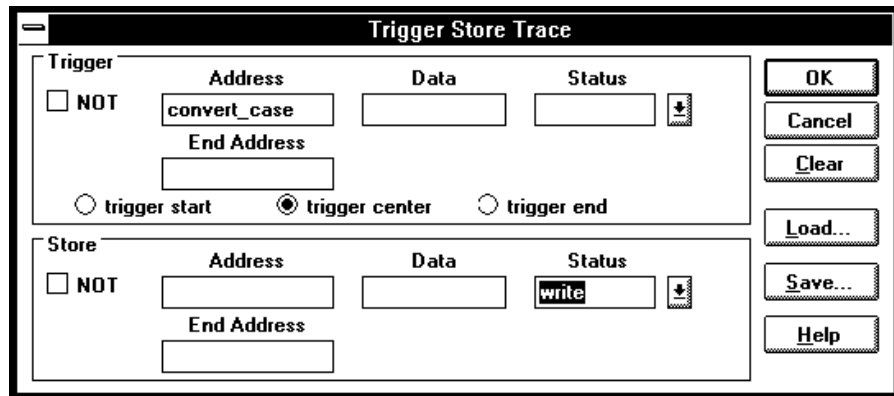 Trigger Store Trace
Trigger
Address Data Status
NOT convert_case
End Address
trigger start trigger center trigger end
Store
Address Data Status
NOT write
End Address
OK
Cancel
Clear
Load...
Save...
Help